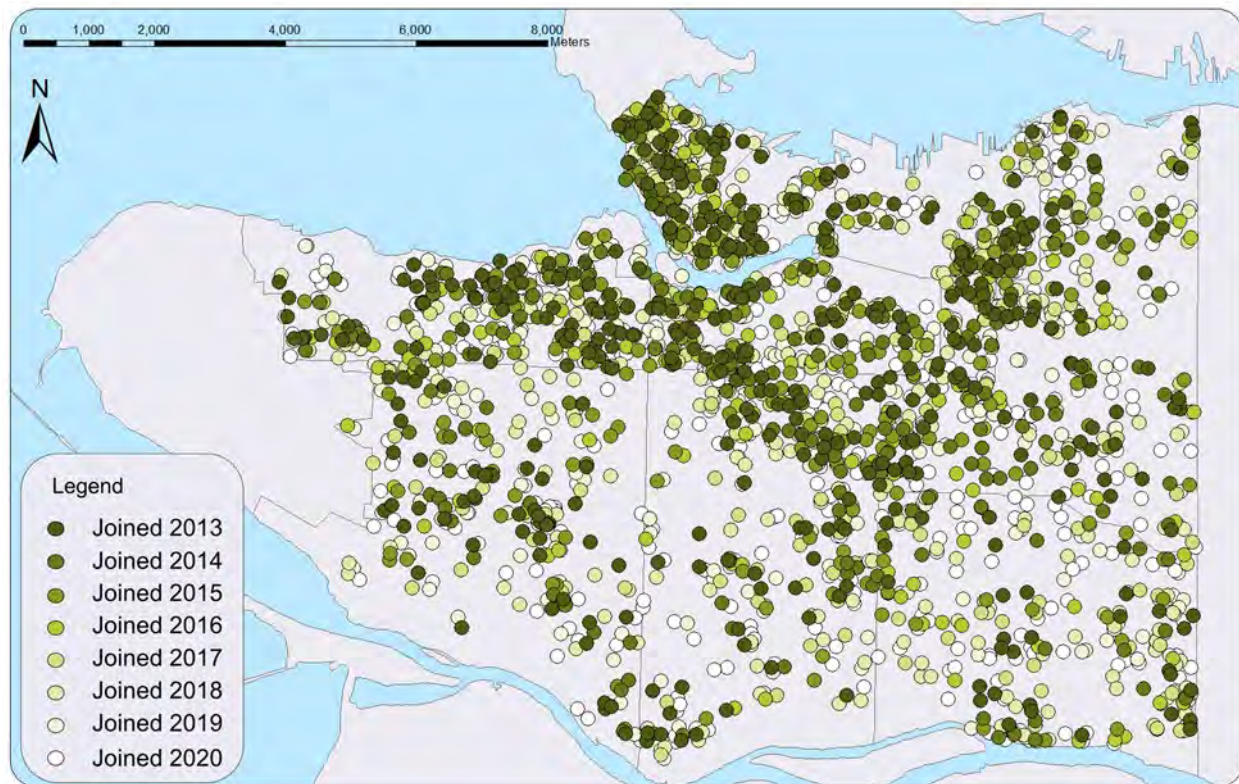 0 1,000 2,000 4,000 6,000 8,000
Meters
N
Legend
Joined 2013
Joined 2014
Joined 2015
Joined 2016
Joined 2017
Joined 2018
Joined 2019
Joined 2020